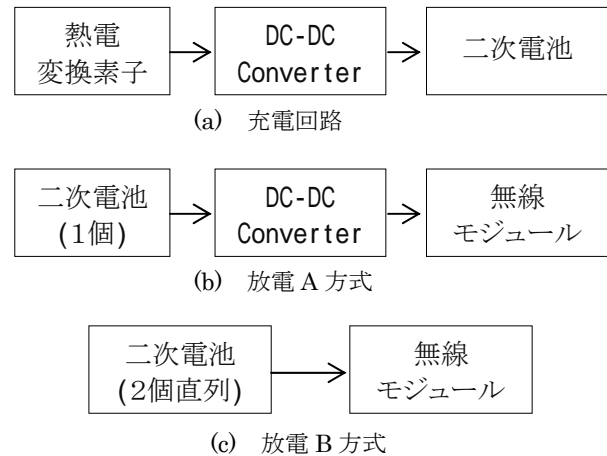 熱電
変換素子
DC-DC
Converter
二次電池
(a) 充電回路
二次電池
(1個)
DC-DC
Converter
無線
モジュール
(b) 放電 A 方式
二次電池
(2個直列)
無線
モジュール
(c) 放電 B 方式